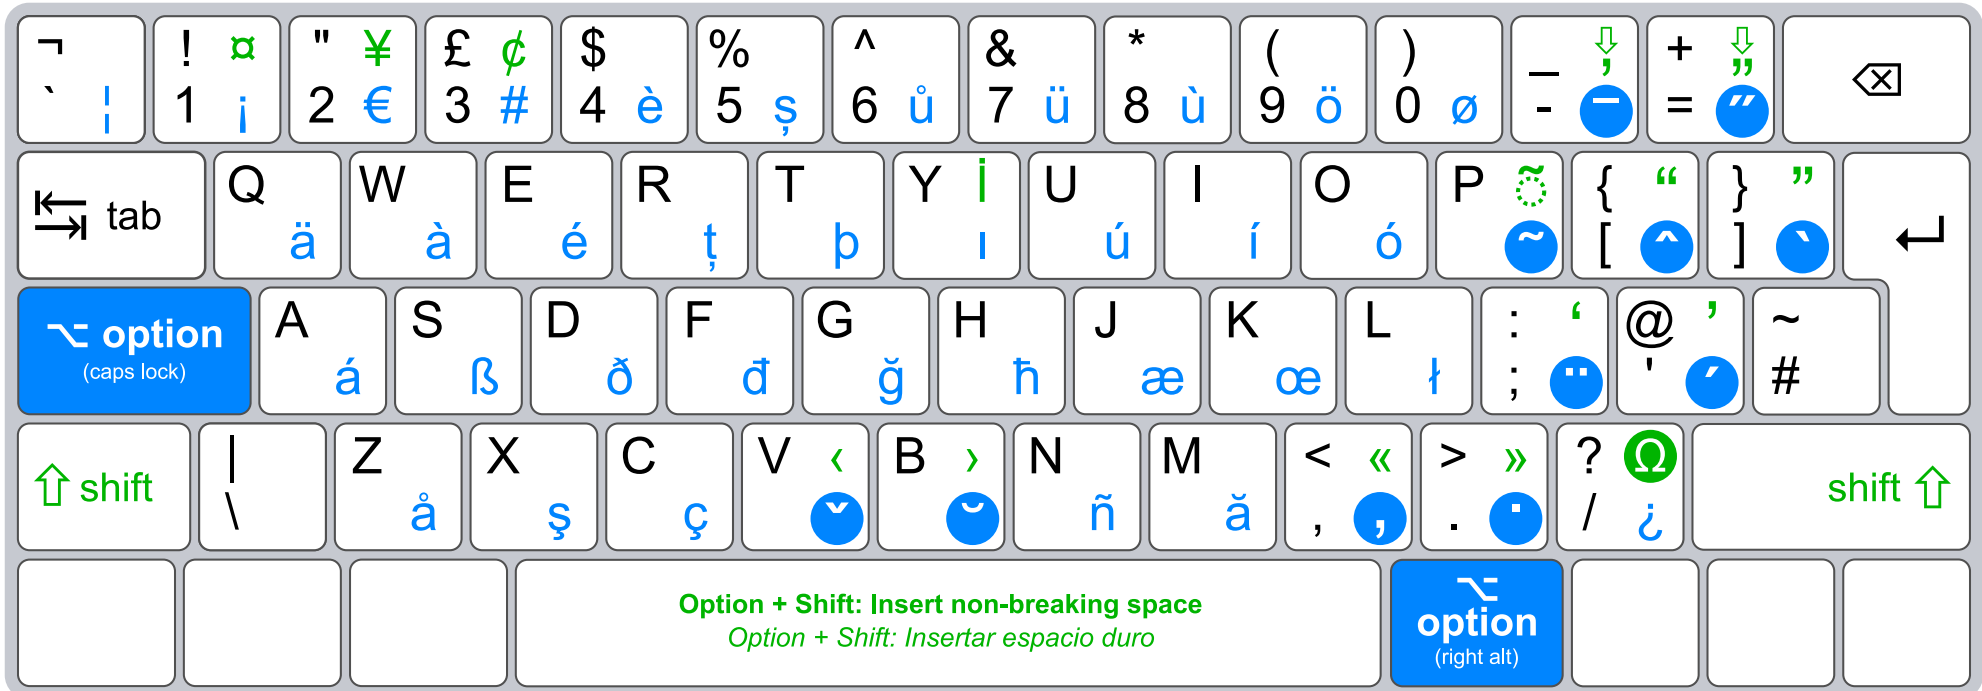 ¬ ! ¤ " ¥ £ ¢ $ % ^ & * ( ) _ ⇩, + ⇩„
` ¦ 1 ¡ 2 € 3 # 4 è 5 ș 6 ů 7 ü 8 ù 9 ö 0 ø - ¯ = ˝ ⌫
Q W E R T Y İ U I O P ◌̃ { “ } ”
↹ tab ä à é ț þ ı ú í ó ˜ [ ˆ ] ` ↵
⌥ option A S D F G H J K L : ‘ @ ’ ~
(caps lock) á ß ð đ ğ ħ æ œ ł ; ¨ ' ´ #
⇧ shift | Z X C V ‹ B › N M < « > » ? Ω shift ⇧
\ å ş ç ˇ ˘ ñ ă , ¸ . ˙ / ¿
Option + Shift: Insert non-breaking space
Option + Shift: Insertar espacio duro
⌥
option
(right alt)